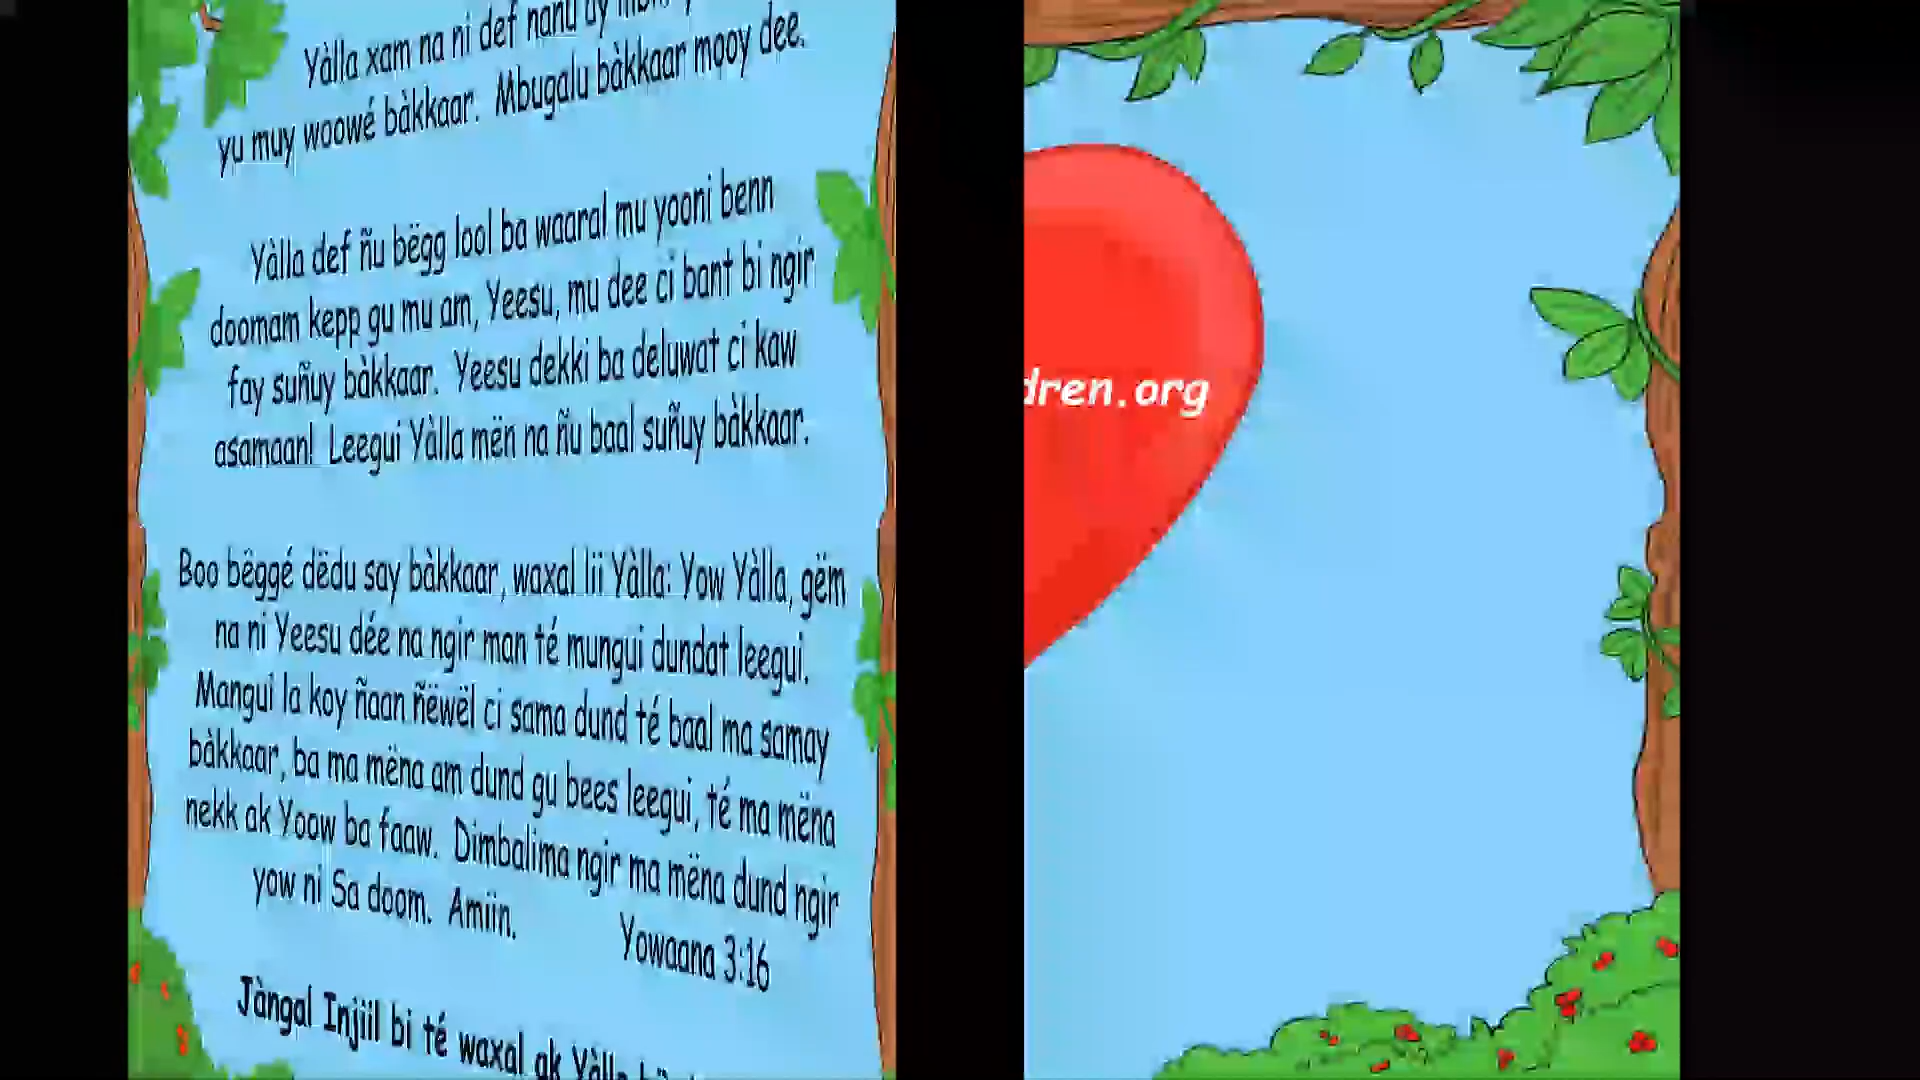 Yàlla xam na ni def nanu uy
yu muy woowé bàkkaar. Mbugalu bàkkaar mooy dee.
Yàlla def ñu bëgg lool ba waaral mu yooni benn
doomam kepp gu mu am, Yeesu, mu dee ci bant bi ngir
fay suñuy bàkkaar. Yeesu dekki ba deluwat ci kaw
asamaan! Leegui Yàlla mën na ñu baal suñuy bàkkaar.
Boo bëggé dëdu say bàkkaar, waxal lii Yàlla: Yow Yàlla, gëm
na ni Yeesu dée na ngir man té mungui dundat leegui.
Mangui la koy ñaan ñëwël ci sama dund té baal ma samay
bàkkaar, ba ma mëna am dund gu bees leegui, té ma mëna
nekk ak Yoow ba faaw. Dimbalima ngir ma mëna dund ngir
yow ni Sa doom. Amiin.
Yowaana 3:16
Jàngal Injiil bi té waxal ak Yàlla
dren.org